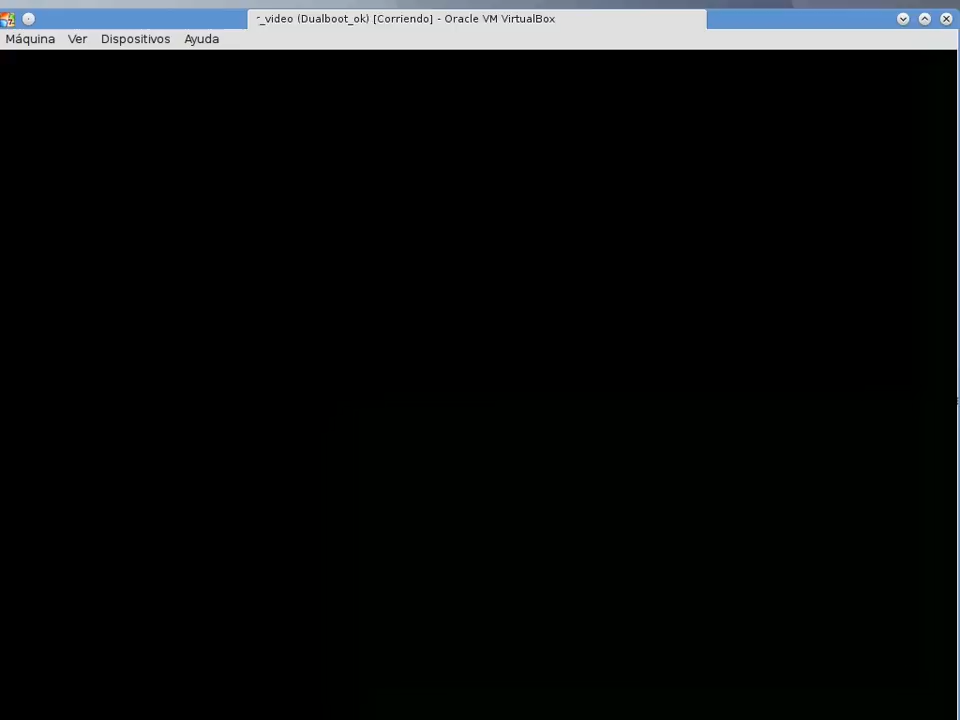 _video (Dualboot_ok) [Corriendo] - Oracle VM VirtualBox
Máquina Ver Dispositivos Ayuda